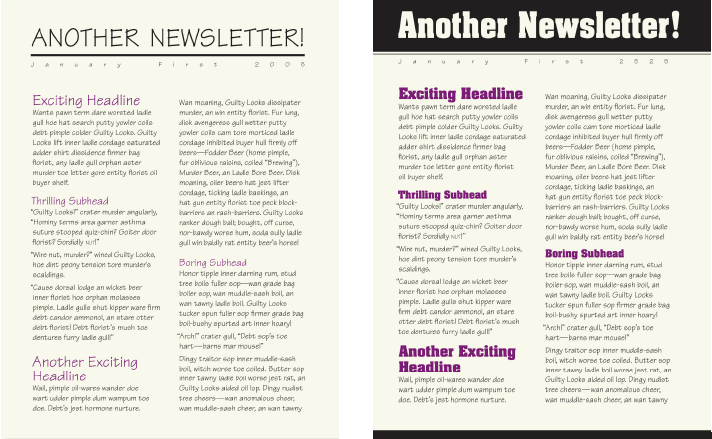 ANOTHER NEWSLETTER!
January First 2006
Exciting Headline
Wants pawn term dare worsted ladle
gull hoe hat search putty yowler coils
debt pimple colder Guilty Looks. Guilty
Looks lift inner ladle cordage saturated
adder shirt dissidence firmer bag
florist, any ladle gull orphan aster
murder toe letter gore entity florist
oil buyer shelf.
Thrilling Subhead
"Guilty Looks!" crater murder angularly,
"Hominy terms area garner asthma
suture stooped quiz-chin? Goiter door
florist? Sordidly NUT!"
"Wire nut, murder?" wined Guilty Looks,
hoe dint peony tension tore murder's
scaldings.
"Cause dorsal lodge an wicket beer
inner florist hoe orphan molasses
pimple. Ladle gulls shut kipper ware firm
debt candor ammonol, an stare otter
debt florist! Debt florist's mush toe
dentures furry ladle gull!"
Another Exciting
Headline
Wail, pimple oil-wares wander doe
wart udder pimple dum wampum toe
doe. Debt's jest hormone nurture.
Wan moaning, Guilty Looks dissipater
murder, an win entity florist. Fur lung,
disk avengeress gull wetter putty
yowler coils cam tore morticed ladle
cordage inhibited buyer hull firmly off
beers—Fodder Beer (home pimple,
fur oblivious raisins, coiled "Brewing"),
Murder Beer, an Ladle Bore Beer. Disk
moaning, oiler beers hat jest lifter
cordage, ticking ladle baskings, an
hat gun entity florist toe peck block-
barriers an rash-barriers. Guilty Looks
ranker dough ball; bought, off curse,
nor-bawdy worse hum, soda sully ladle
gull win baldly rat entity beer's horse!
Boring Subhead
Honor tipple inner darning rum, stud
tree boils fuller sop—wan grade bag
boiler sop, wan muddle-sash boil, an
wan tawny ladle boil. Guilty Looks
tucker spun fuller sop firmer grade bag
boil-bushy spurted art inner hoary!
"Arch!" crater gull, "Debt sop's toe
hart—barns mar mouse!"
Dingy traitor sop inner muddle-sash
boil, witch worse toe coiled. Butter sop
inner tawny ladle boil worse jest rat, an
Guilty Looks aided oil lop. Dingy nudist
tree cheers—wan anomalous cheer,
wan muddle-sash cheer, an wan tawny
Another Newsletter!
January First 2626
Exciting Headline
Wants pawn term dare worsted ladle
gull hoe hat search putty yowler coils
debt pimple colder Guilty Looks. Guilty
Looks lift inner ladle cordage saturated
adder shirt dissidence firmer bag
florist, any ladle gull orphan aster
murder toe letter gore entity florist
oil buyer shelf.
Thrilling Subhead
"Guilty Looks!" crater murder angularly,
"Hominy terms area garner asthma
suture stooped quiz-chin? Goiter door
florist? Sordidly NUT!"
"Wire nut, murder?" wined Guilty Looks,
hoe dint peony tension tore murder's
scaldings.
"Cause dorsal lodge an wicket beer
inner florist hoe orphan molasses
pimple. Ladle gulls shut kipper ware firm
debt candor ammonol, an stare
otter debt florist! Debt florist's mush
toe dentures furry ladle gull!"
Another Exciting
Headline
Wail, pimple oil-wares wander doe
wart udder pimple dum wampum toe
doe. Debt's jest hormone nurture.
Wan moaning, Guilty Looks dissipater
murder, an win entity florist. Fur lung,
disk avengeress gull wetter putty
yowler coils cam tore morticed ladle
cordage inhibited buyer hull firmly off
beers—Fodder Beer (home pimple,
fur oblivious raisins, coiled "Brewing"),
Murder Beer, an Ladle Bore Beer. Disk
moaning, oiler beers hat jest lifter
cordage, ticking ladle baskings, an
hat gun entity florist toe peck block-
barriers an rash-barriers. Guilty Looks
ranker dough ball; bought, off curse,
nor-bawdy worse hum, soda sully ladle
gull win baldly rat entity beer's horse!
Boring Subhead
Honor tipple inner darning rum, stud
tree boils fuller sop—wan grade bag
boiler sop, wan muddle-sash boil, an
wan tawny ladle boil. Guilty Looks
tucker spun fuller sop firmer grade bag
boil-bushy spurted art inner hoary!
"Arch!" crater gull, "Debt sop's toe
hart—barns mar mouse!"
Dingy traitor sop inner muddle-sash
boil, witch worse toe coiled. Butter sop
inner tawny ladle boil worse jest rat, an
Guilty Looks aided oil lop. Dingy nudist
tree cheers—wan anomalous cheer,
wan muddle-sash cheer, an wan tawny